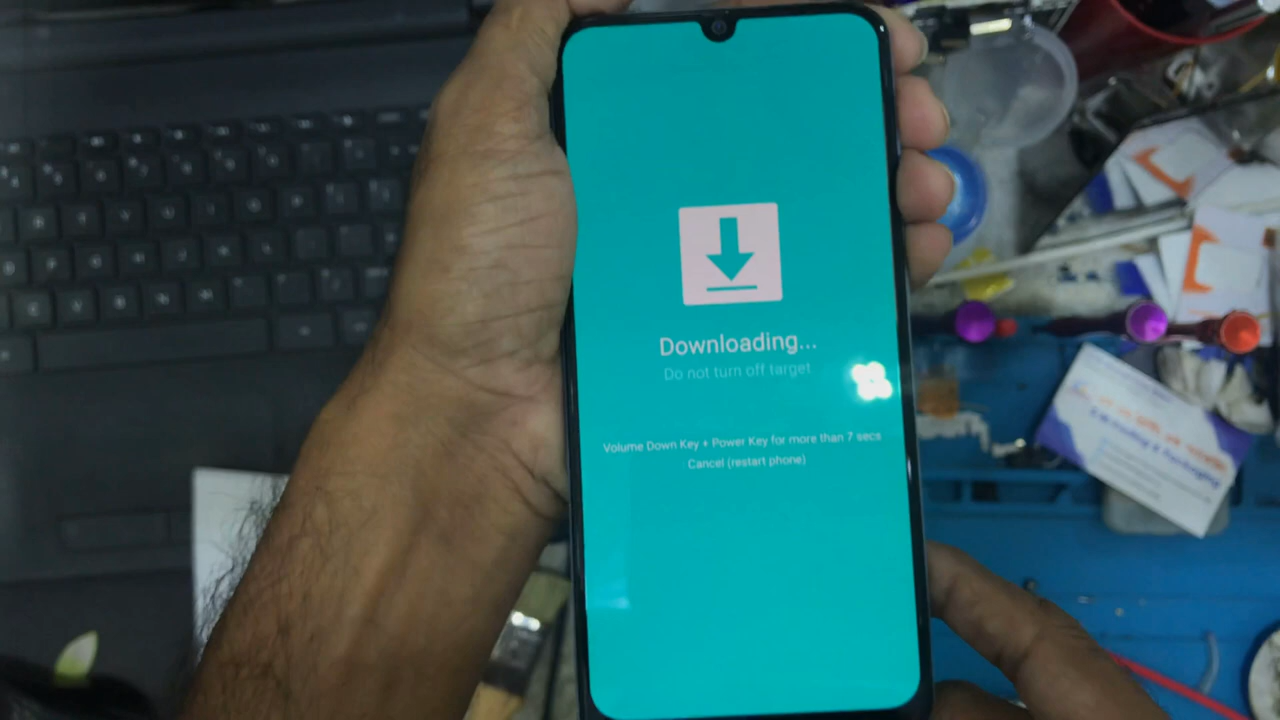 Downloading...
Do not turn off target
Volume Down Key + Power Key for more than 7 secs
Cancel (restart phone)